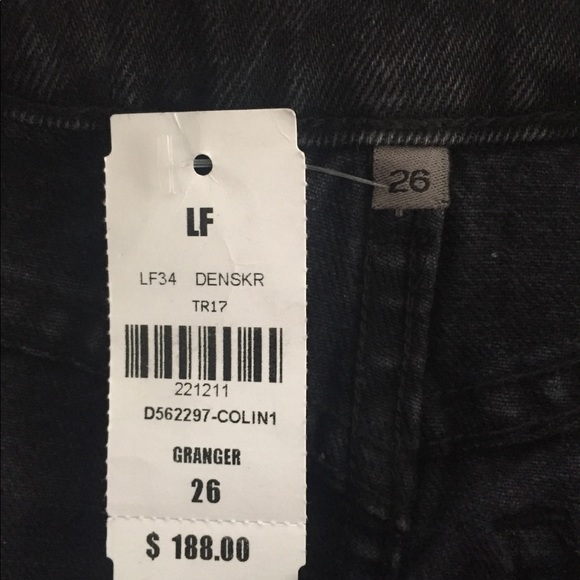 LF
LF34 DENSKR
TR17
221211
D562297-COLIN1
GRANGER
26
$ 188.00
26